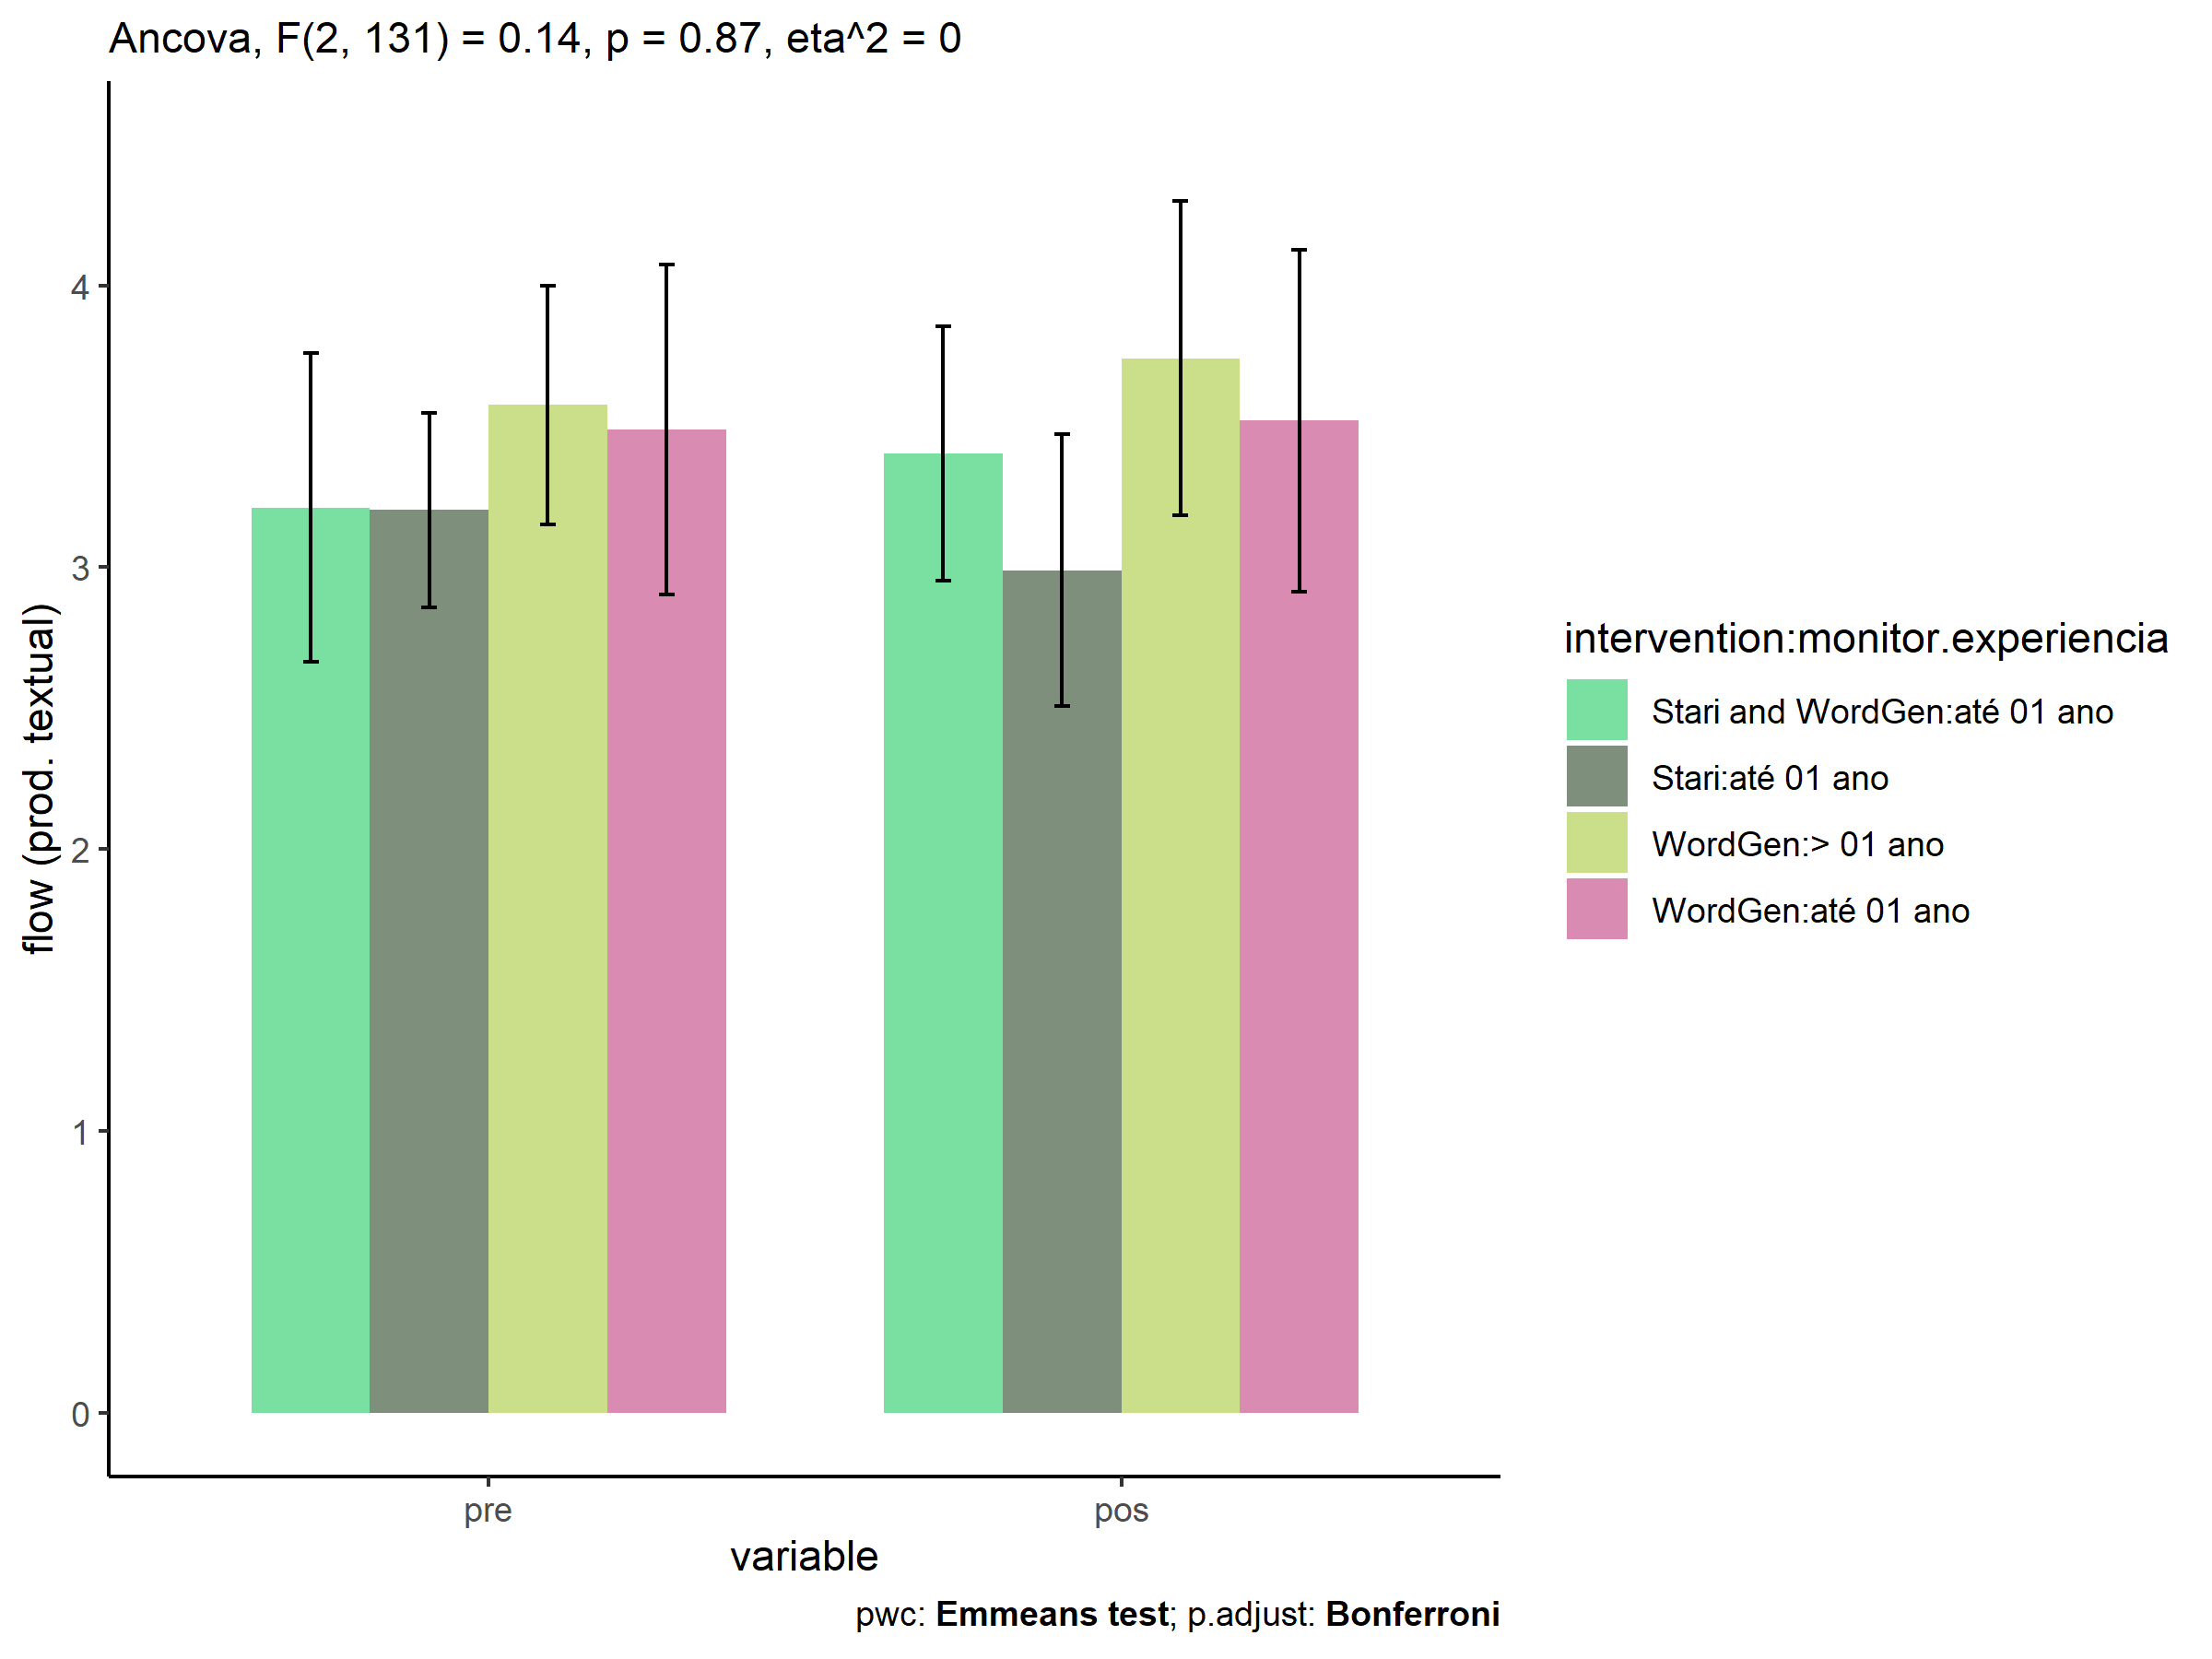 Ancova, F(2, 131) = 0.14, p = 0.87, eta^2 = 0
flow (prod. textual)
4
3
2
1
0
pre
pos
variable
pwc: Emmeans test; p.adjust: Bonferroni
intervention:monitor.experiencia
Stari and WordGen:até 01 ano
Stari:até 01 ano
WordGen:> 01 ano
WordGen:até 01 ano